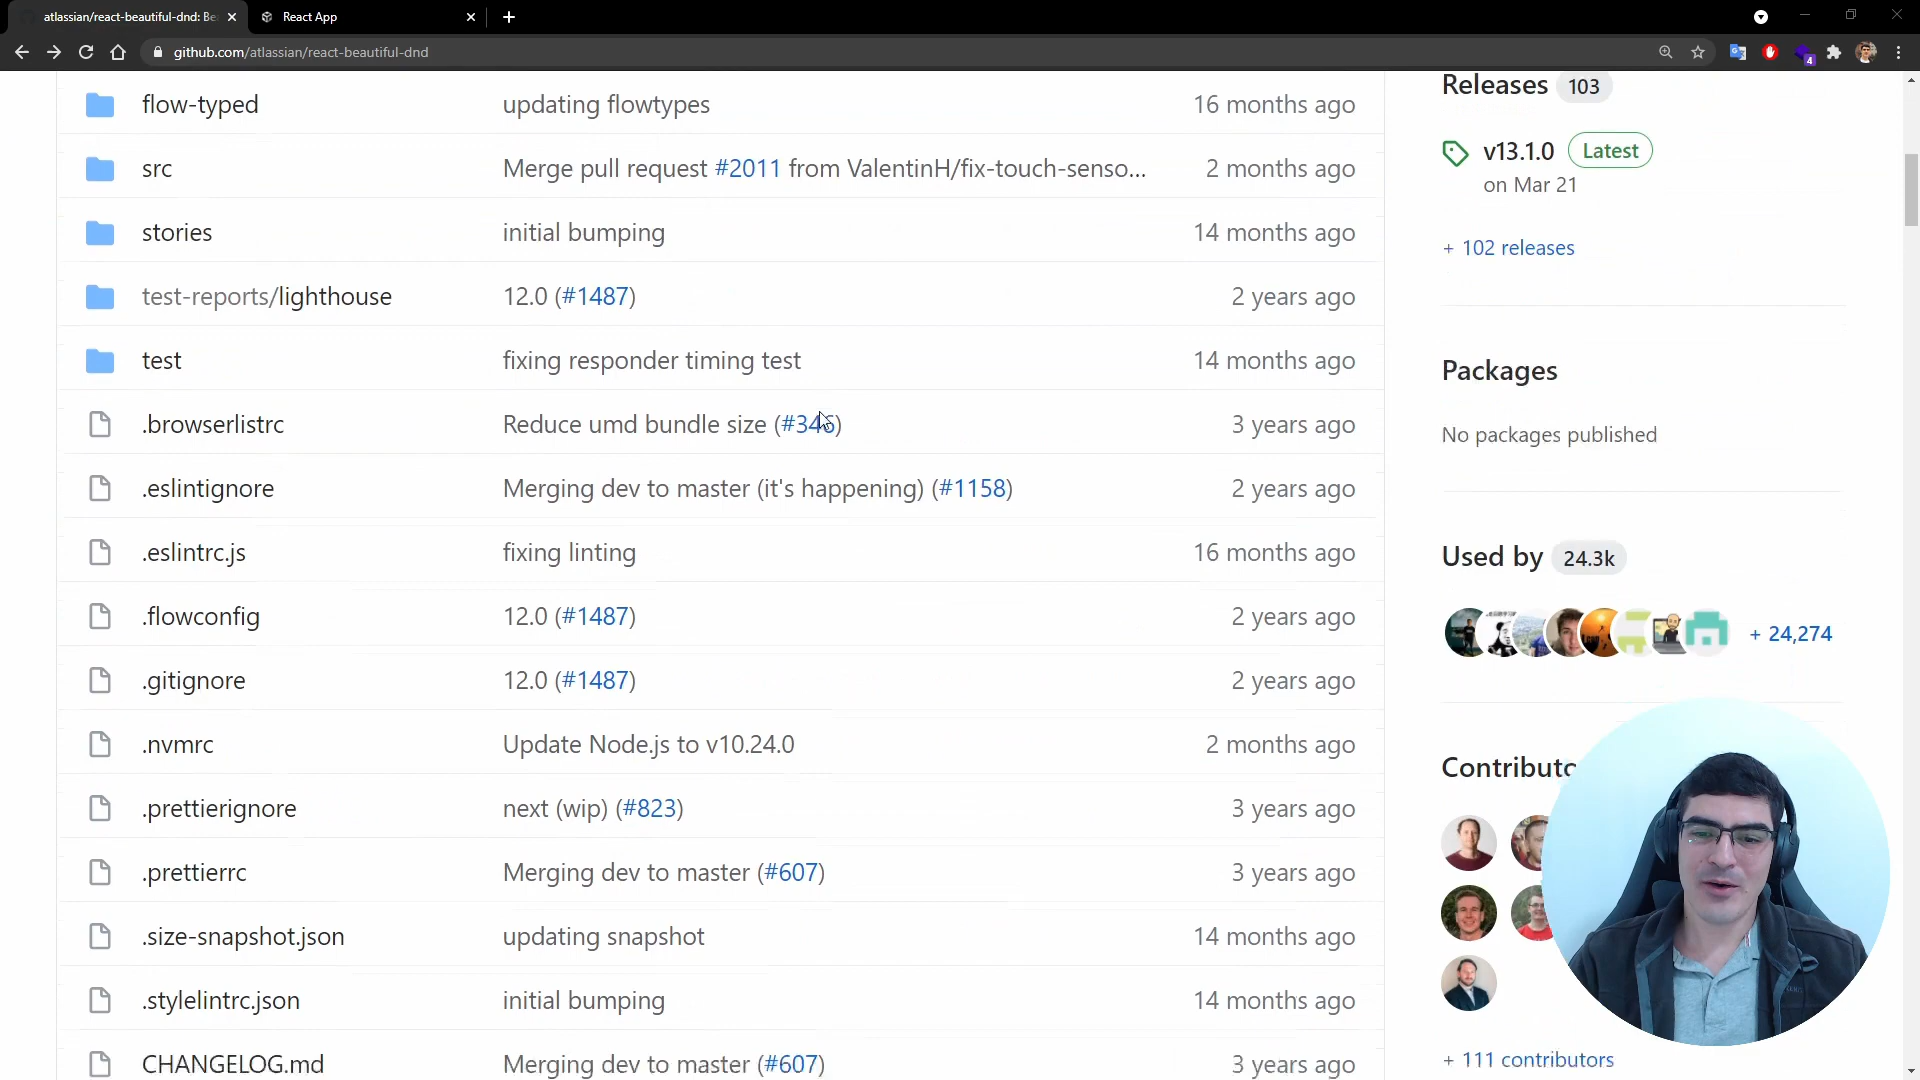 atlassian/react-beautiful-dnd: Be
React App
github.com/atlassian/react-beautiful-dnd
4
flow-typed updating flowtypes 16 months ago
src Merge pull request #2011 from ValentinH/fix-touch-senso... 2 months ago
stories initial bumping 14 months ago
test-reports/lighthouse 12.0 (#1487) 2 years ago
test fixing responder timing test 14 months ago
.browserlistrc Reduce umd bundle size (#346) 3 years ago
.eslintignore Merging dev to master (it's happening) (#1158) 2 years ago
.eslintrc.js fixing linting 16 months ago
.flowconfig 12.0 (#1487) 2 years ago
.gitignore 12.0 (#1487) 2 years ago
.nvmrc Update Node.js to v10.24.0 2 months ago
.prettierignore next (wip) (#823) 3 years ago
.prettierrc Merging dev to master (#607) 3 years ago
.size-snapshot.json updating snapshot 14 months ago
.stylelintrc.json initial bumping 14 months ago
CHANGELOG.md Merging dev to master (#607) 3 years ago
Releases 103
v13.1.0 Latest
on Mar 21
+ 102 releases
Packages
No packages published
Used by 24.3k
+ 24,274
Contributo
+ 111 contributors